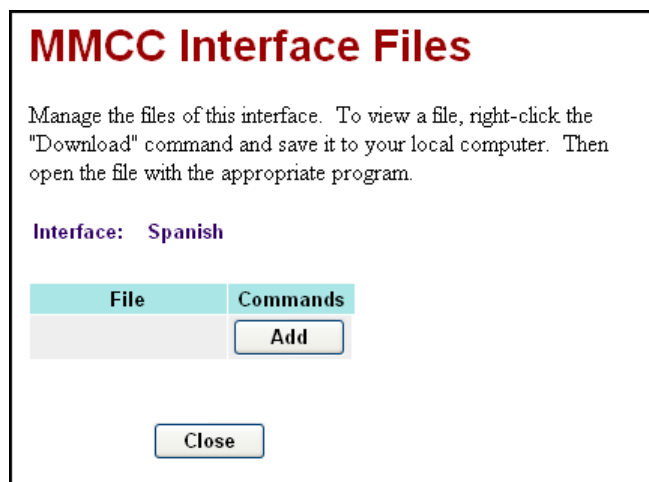 MMCC Interface Files
Manage the files of this interface. To view a file, right-click the
"Download" command and save it to your local computer. Then
open the file with the appropriate program.
Interface: Spanish
File Commands
Add
Close